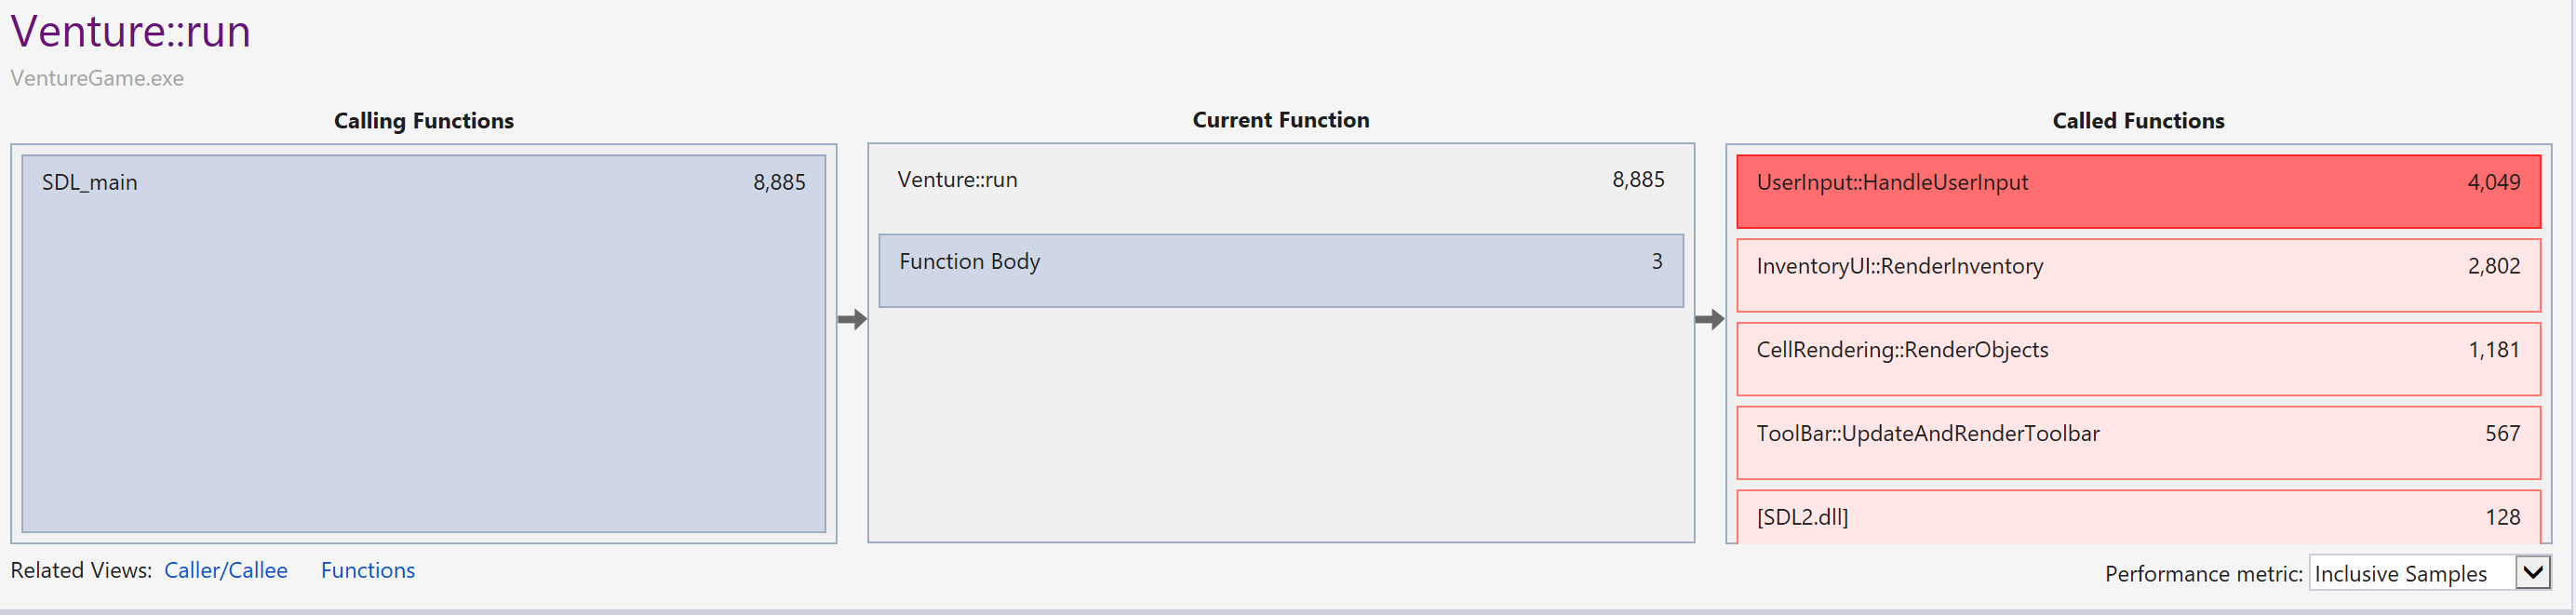 Venture::run
VentureGame.exe
Calling Functions
Current Function
Called Functions
SDL_main 8,885
Venture::run 8,885
Function Body 3
UserInput::HandleUserInput 4,049
InventoryUI::RenderInventory 2,802
CellRendering::RenderObjects 1,181
ToolBar::UpdateAndRenderToolbar 567
[SDL2.dll] 128
Related Views: Caller/Callee Functions
Performance metric: Inclusive Samples